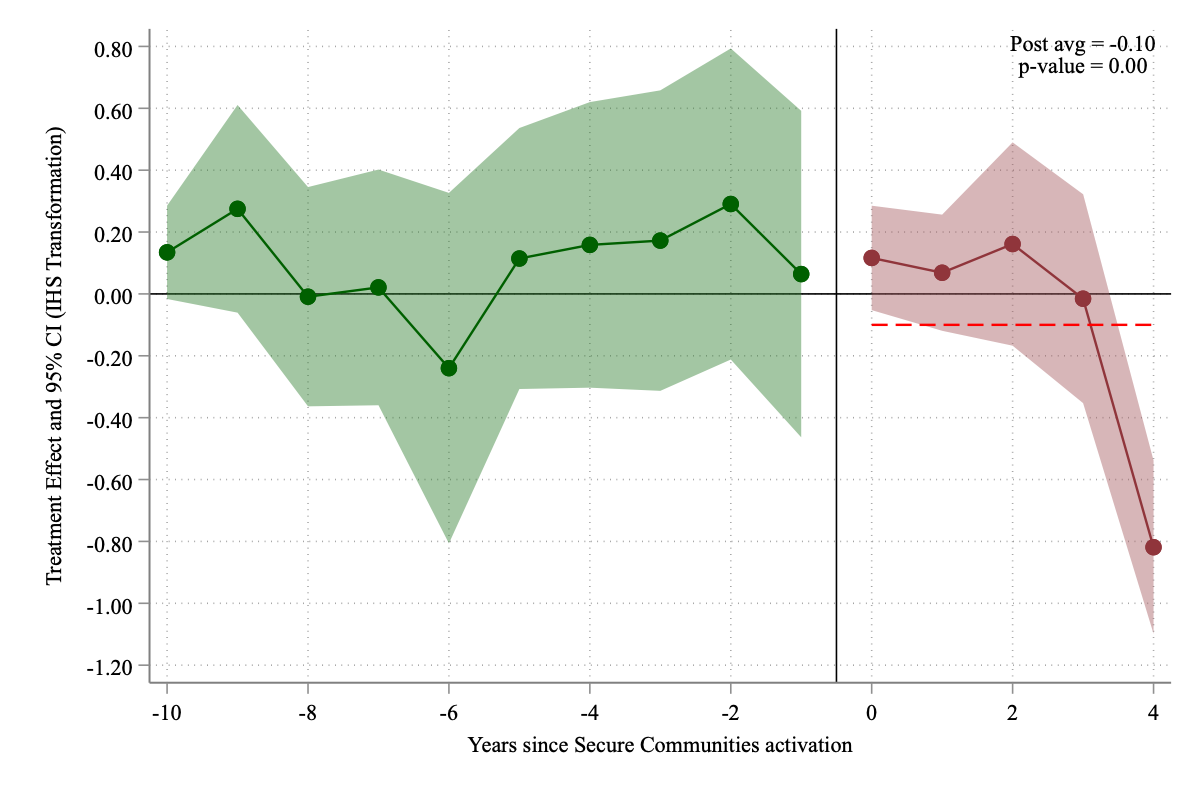 Post avg = -0.10
p-value = 0.00
Treatment Effect and 95% CI (IHS Transformation)
0.80
0.60
0.40
0.20
0.00
-0.20
-0.40
-0.60
-0.80
-1.00
-1.20
-10 -8 -6 -4 -2 0 2 4
Years since Secure Communities activation